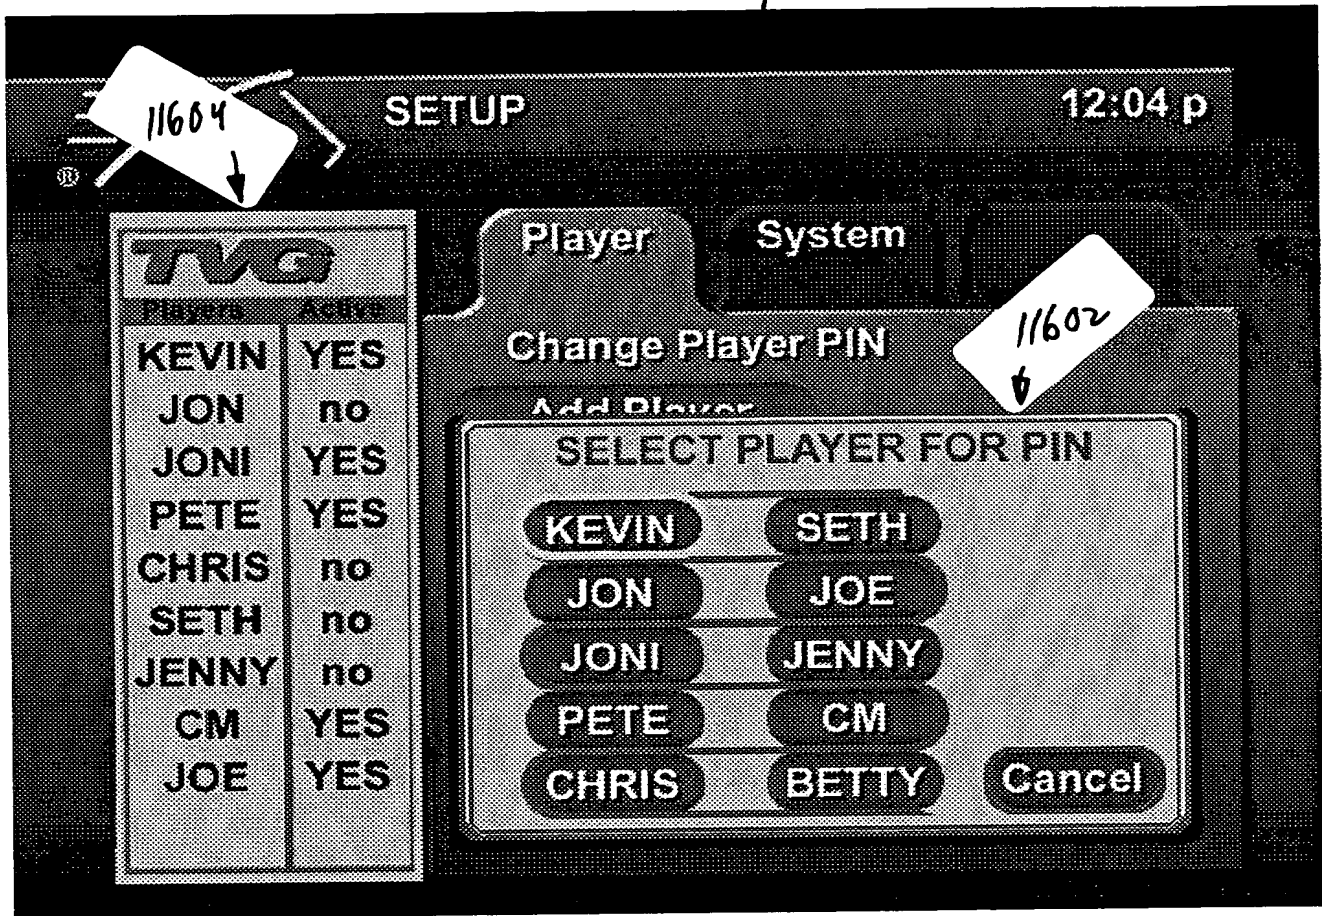 11604
SETUP
12:04 p
®
TVG
Players Active
KEVIN YES
JON no
JONI YES
PETE YES
CHRIS no
SETH no
JENNY no
CM YES
JOE YES
Player
System
11602
Change Player PIN
Add Player
SELECT PLAYER FOR PIN
KEVIN SETH
JON JOE
JONI JENNY
PETE CM
CHRIS BETTY
Cancel